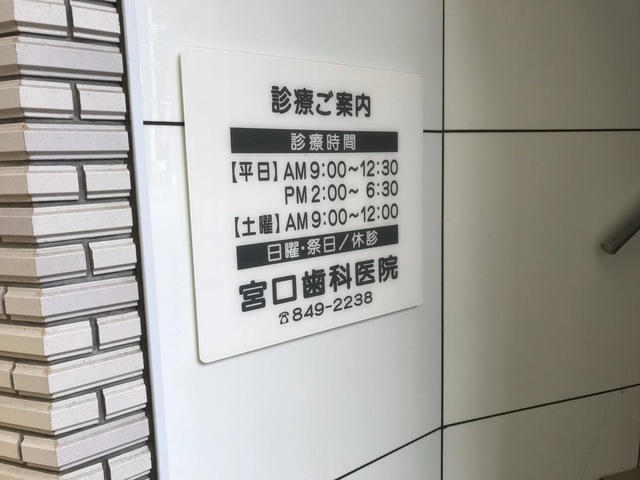 診療ご案内
診療時間
【平日】AM9:00～12:30
PM2:00～6:30
【土曜】AM9:00～12:00
日曜・祭日/休診
宮口歯科医院
☎849-2238